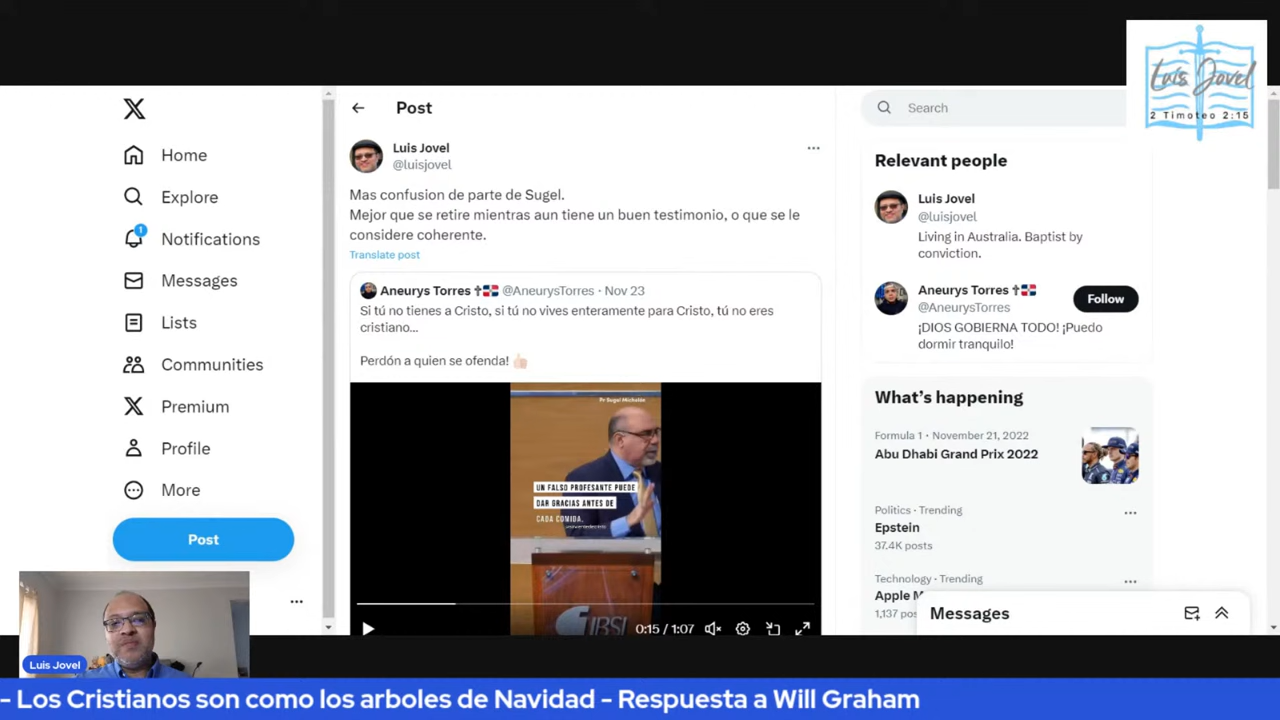 Luis Jovel
2 Timoteo 2:15
Home
Explore
1
Notifications
Messages
Lists
Communities
Premium
Profile
More
Post
Post
Luis Jovel
@luisjovel
Mas confusion de parte de Sugel.
Mejor que se retire mientras aun tiene un buen testimonio, o que se le
considere coherente.
Translate post
Aneurys Torres ✝🇩🇴 @AneurysTorres · Nov 23
Si tú no tienes a Cristo, si tú no vives enteramente para Cristo, tú no eres
cristiano...
Perdón a quien se ofenda! 👍🏻
Pr Sugel Michelén
UN FALSO PROFESANTE PUEDE
DAR GRACIAS ANTES DE
CADA COMIDA,
IBSJ
0:15 / 1:07
Search
Relevant people
Luis Jovel
@luisjovel
Living in Australia. Baptist by
conviction.
Aneurys Torres ✝🇩🇴
@AneurysTorres
Follow
¡DIOS GOBIERNA TODO! ¡Puedo
dormir tranquilo!
What's happening
Formula 1 · November 21, 2022
Abu Dhabi Grand Prix 2022
Politics · Trending
Epstein
37.4K posts
Technology · Trending
Apple M
1,137 pos
Messages
Luis Jovel
- Los Cristianos son como los arboles de Navidad - Respuesta a Will Graham